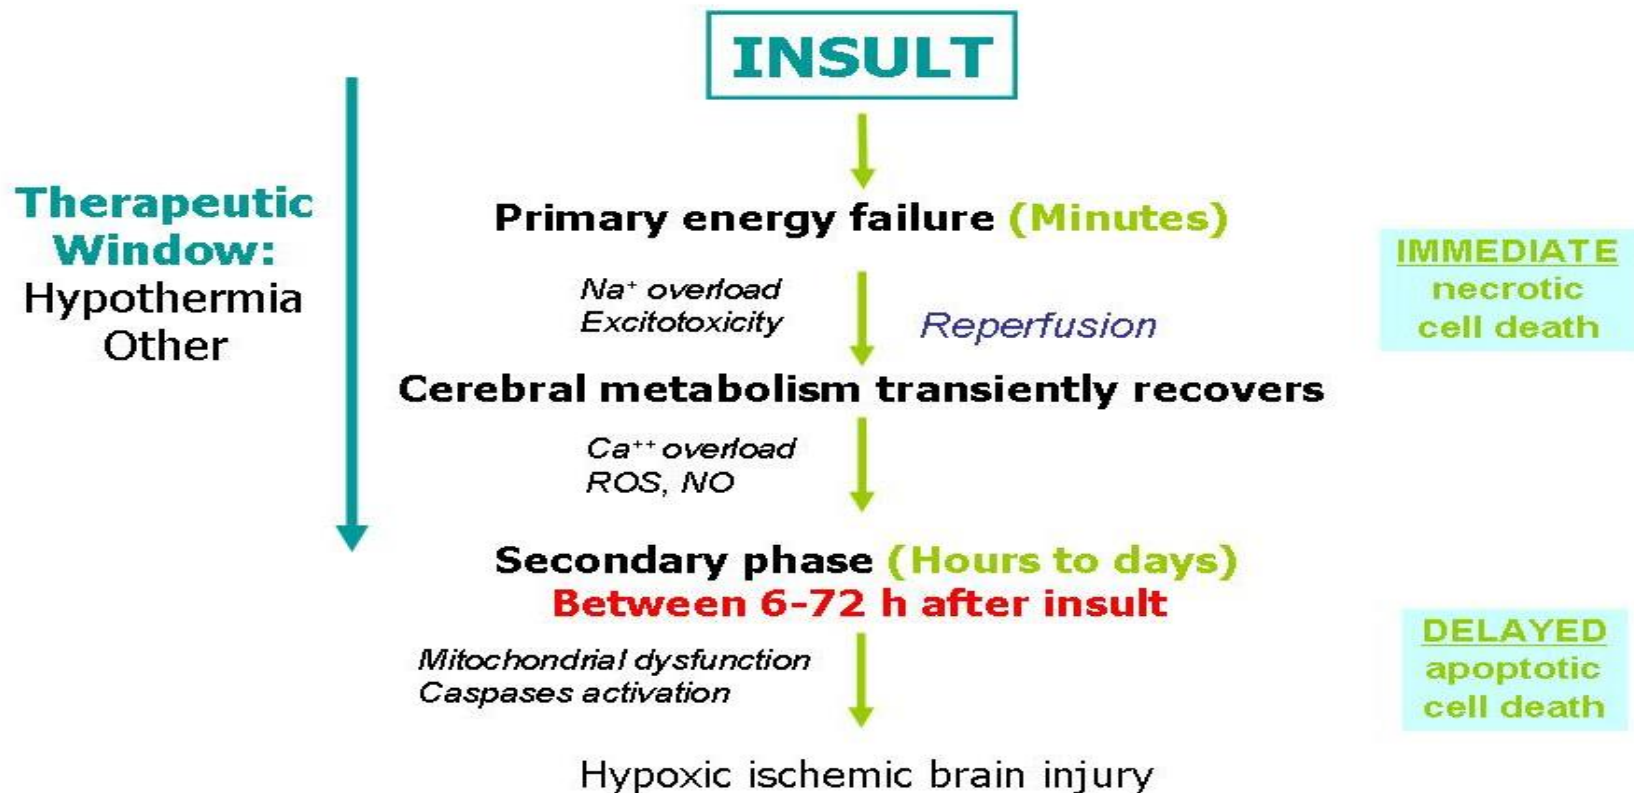 INSULT
Therapeutic
Window:
Hypothermia
Other
Primary energy failure (Minutes)
Na⁺ overload
Excitotoxicity
Reperfusion
IMMEDIATE
necrotic
cell death
Cerebral metabolism transiently recovers
Ca⁺⁺ overload
ROS, NO
Secondary phase (Hours to days)
Between 6-72 h after insult
Mitochondrial dysfunction
Caspases activation
DELAYED
apoptotic
cell death
Hypoxic ischemic brain injury